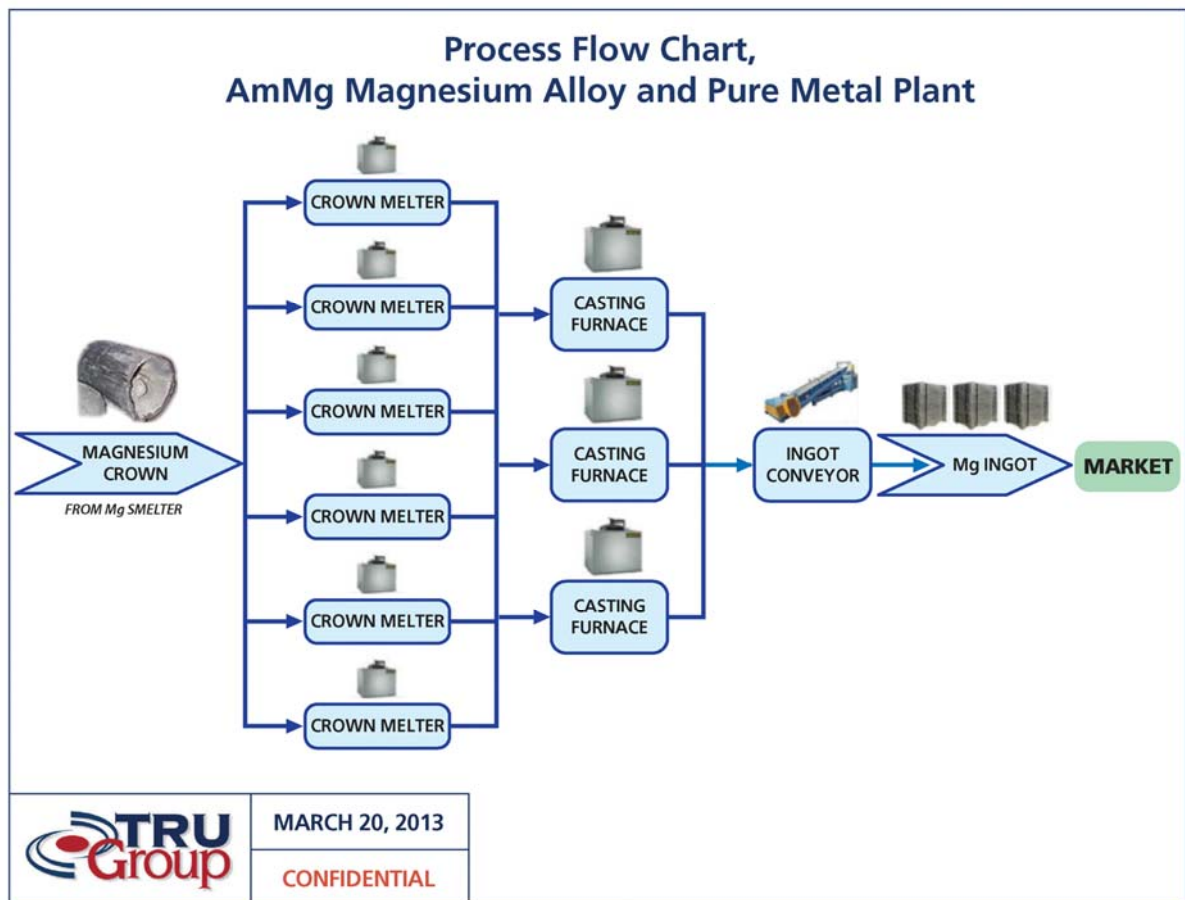 Process Flow Chart,
AmMg Magnesium Alloy and Pure Metal Plant
MAGNESIUM
CROWN
FROM Mg SMELTER
CROWN MELTER
CROWN MELTER
CROWN MELTER
CROWN MELTER
CROWN MELTER
CROWN MELTER
CASTING
FURNACE
CASTING
FURNACE
CASTING
FURNACE
INGOT
CONVEYOR
Mg INGOT
MARKET
TRU
Group
MARCH 20, 2013
CONFIDENTIAL